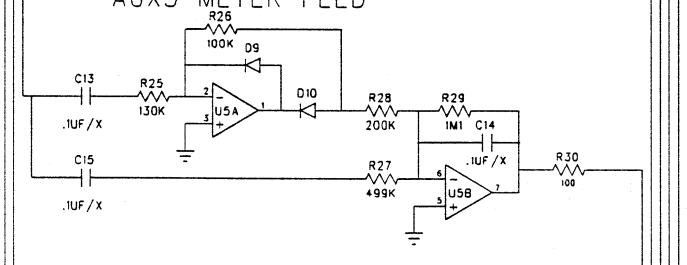 AUX5 METER FEED
R26
100K
D9
C13
R25
2
-
U5A
1
D10
R28
R29
.1UF/X
130K
3
+
200K
1M1
C14
.1UF/X
C15
R27
6
-
R30
.1UF/X
499K
U5B
7
100
5
+